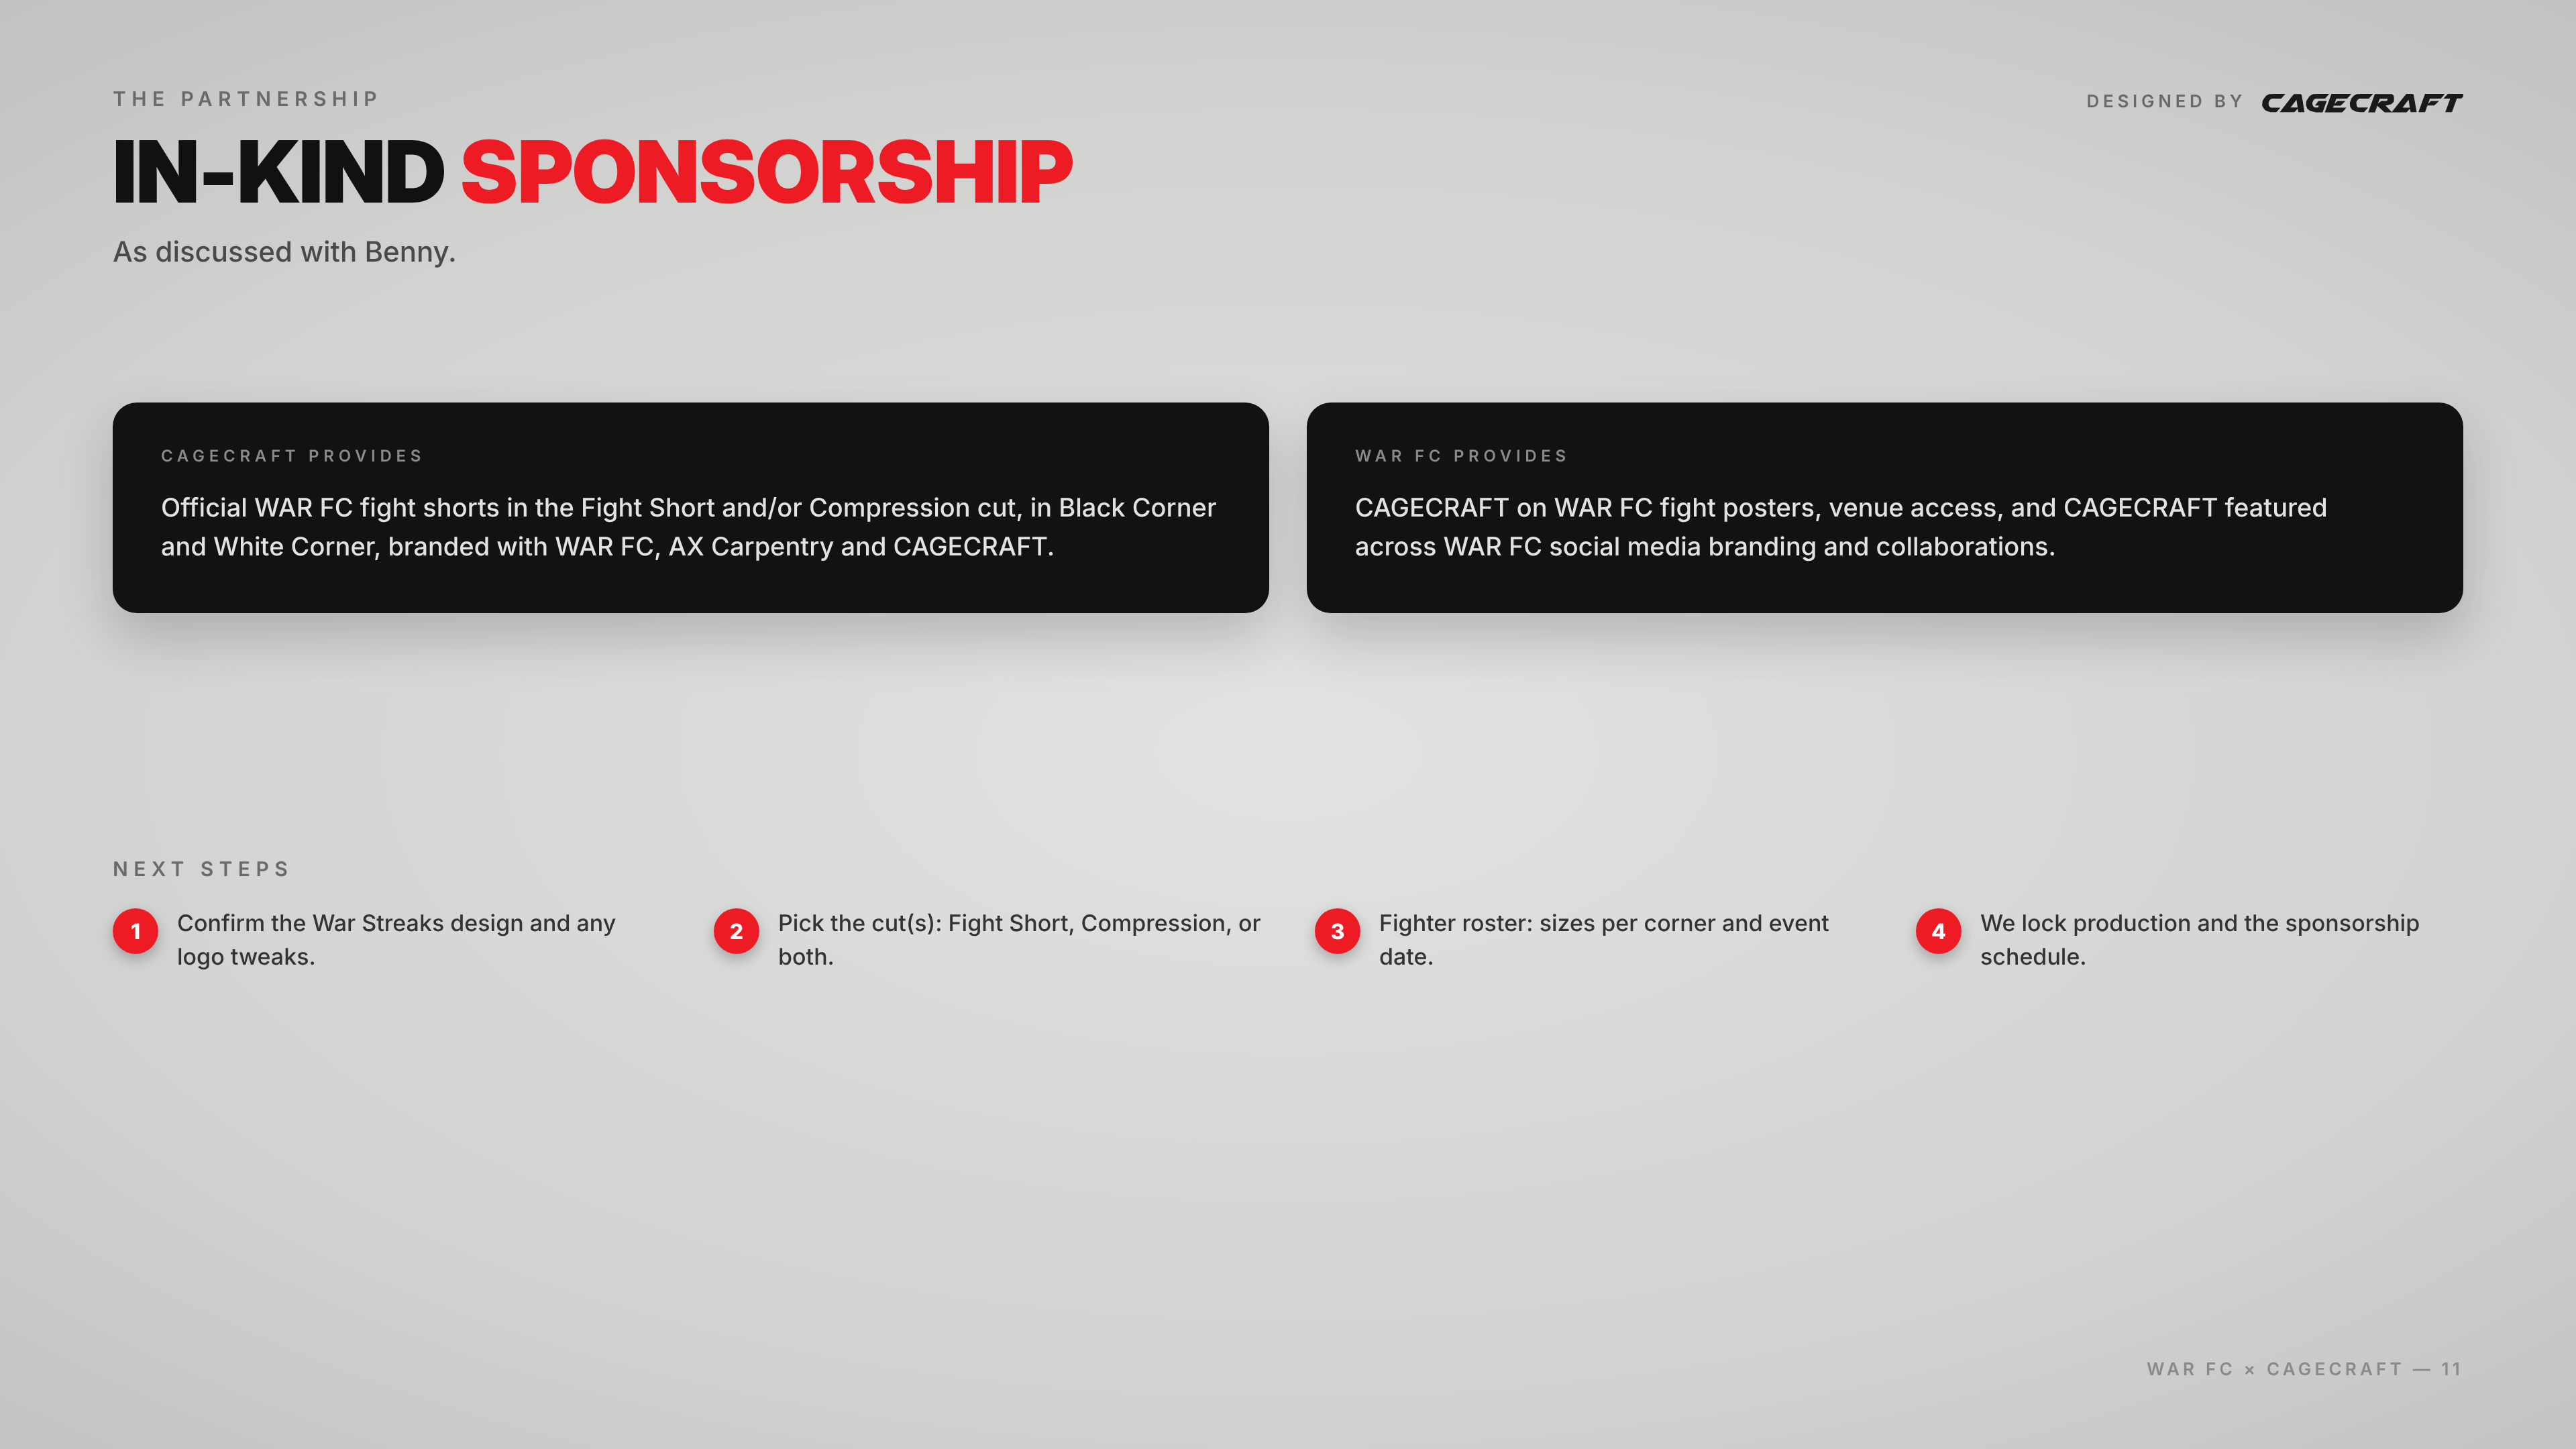 THE PARTNERSHIP
DESIGNED BY CAGECRAFT
IN-KIND SPONSORSHIP
As discussed with Benny.
CAGECRAFT PROVIDES
Official WAR FC fight shorts in the Fight Short and/or Compression cut, in Black Corner
and White Corner, branded with WAR FC, AX Carpentry and CAGECRAFT.
WAR FC PROVIDES
CAGECRAFT on WAR FC fight posters, venue access, and CAGECRAFT featured
across WAR FC social media branding and collaborations.
NEXT STEPS
1 Confirm the War Streaks design and any
logo tweaks.
2 Pick the cut(s): Fight Short, Compression, or
both.
3 Fighter roster: sizes per corner and event
date.
4 We lock production and the sponsorship
schedule.
WAR FC × CAGECRAFT — 11